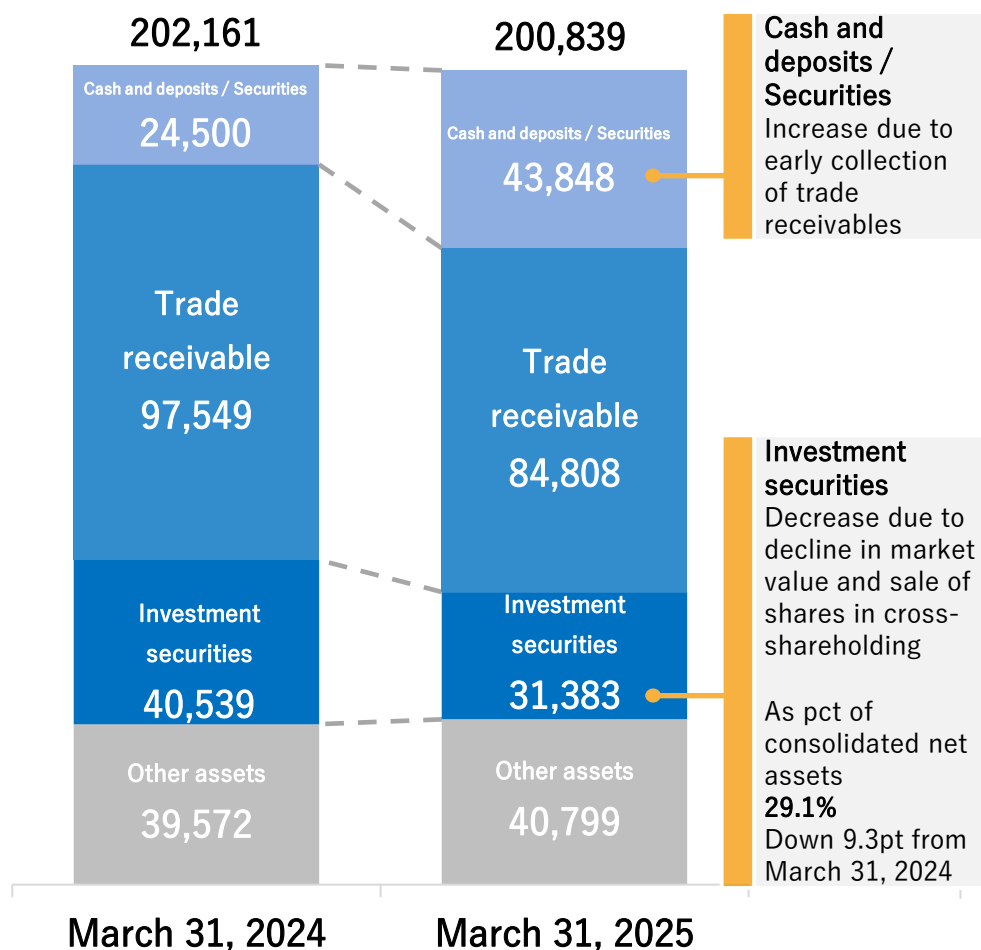 202,161
Cash and deposits / Securities
24,500
Trade
receivable
97,549
Investment
securities
40,539
Other assets
39,572
March 31, 2024
200,839
Cash and deposits / Securities
43,848
Trade
receivable
84,808
Investment
securities
31,383
Other assets
40,799
March 31, 2025
Cash and
deposits /
Securities
Increase due to
early collection
of trade
receivables
Investment
securities
Decrease due to
decline in market
value and sale of
shares in cross-
shareholding
As pct of
consolidated net
assets
29.1%
Down 9.3pt from
March 31, 2024